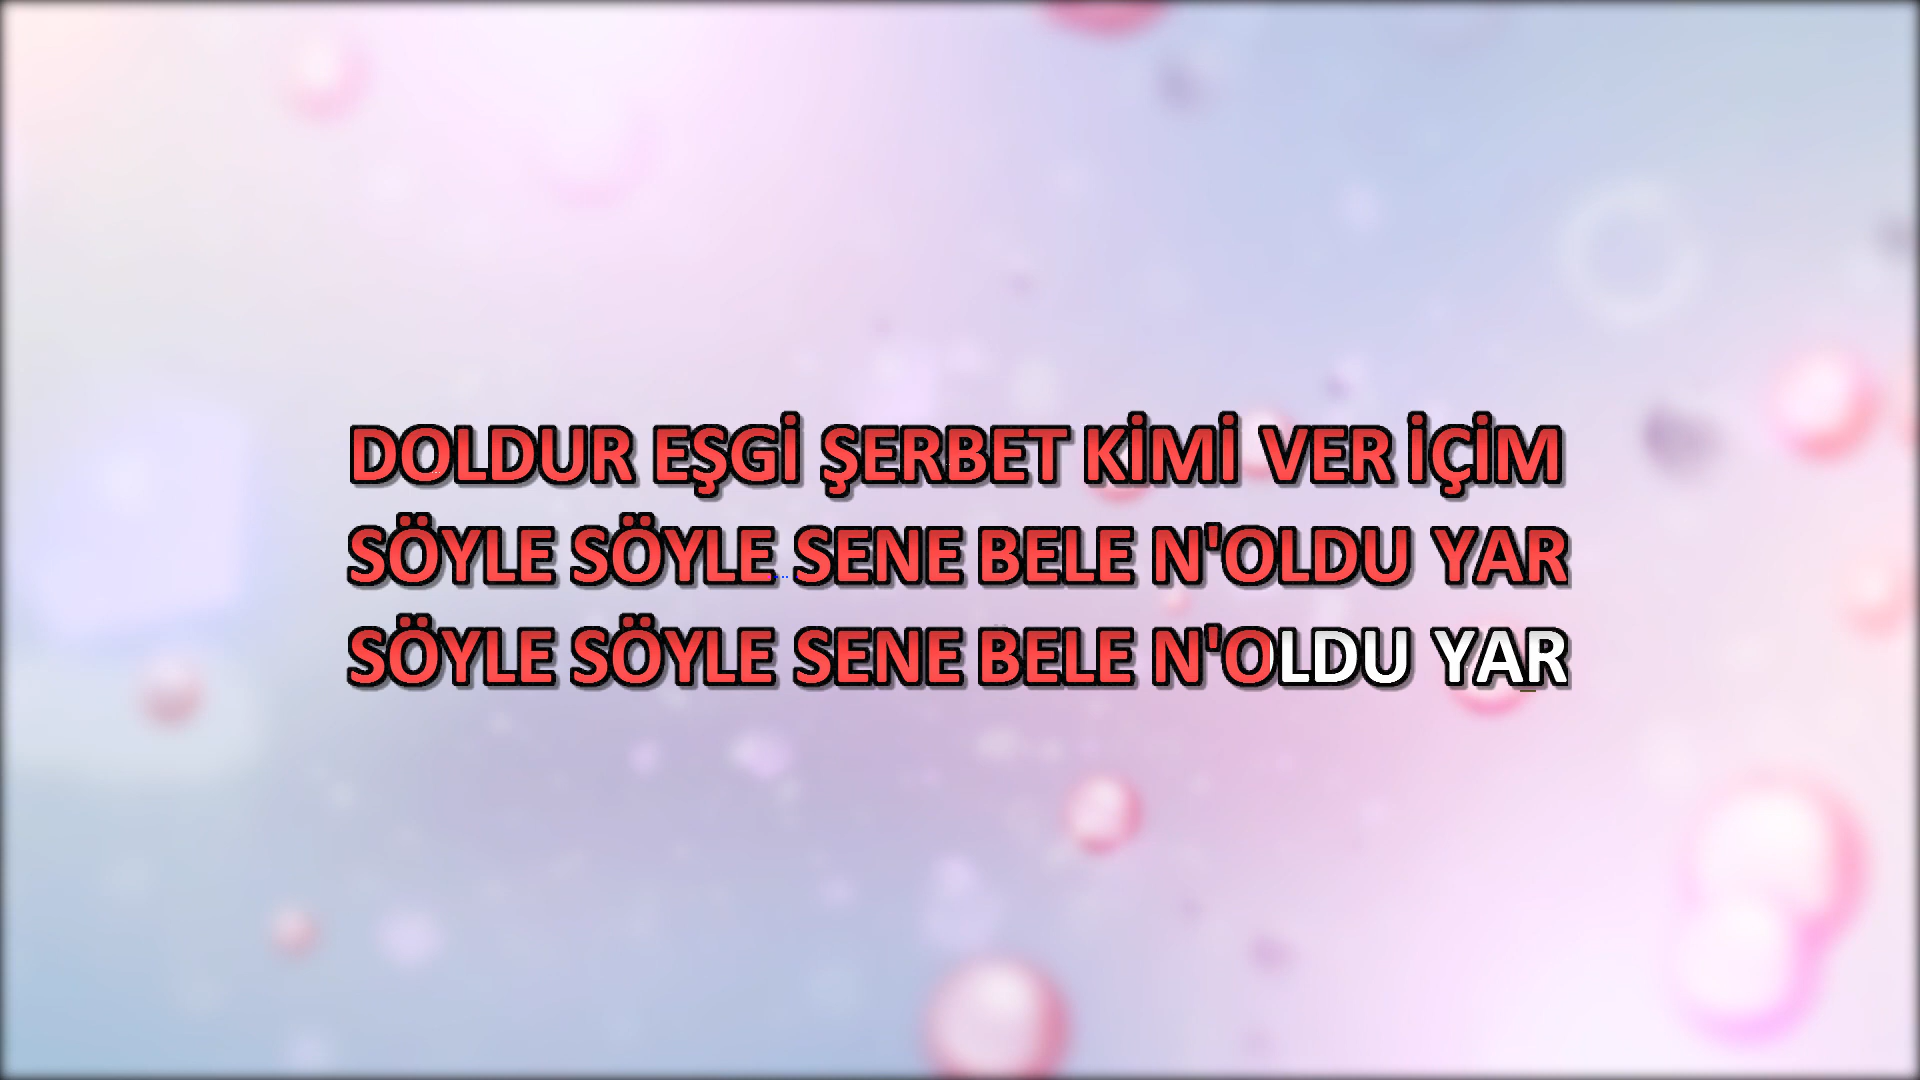 DOLDUR EŞGİ ŞERBET KİMİ VER İÇİM
SÖYLE SÖYLE SENE BELE N'OLDU YAR
SÖYLE SÖYLE SENE BELE N'OLDU YAR